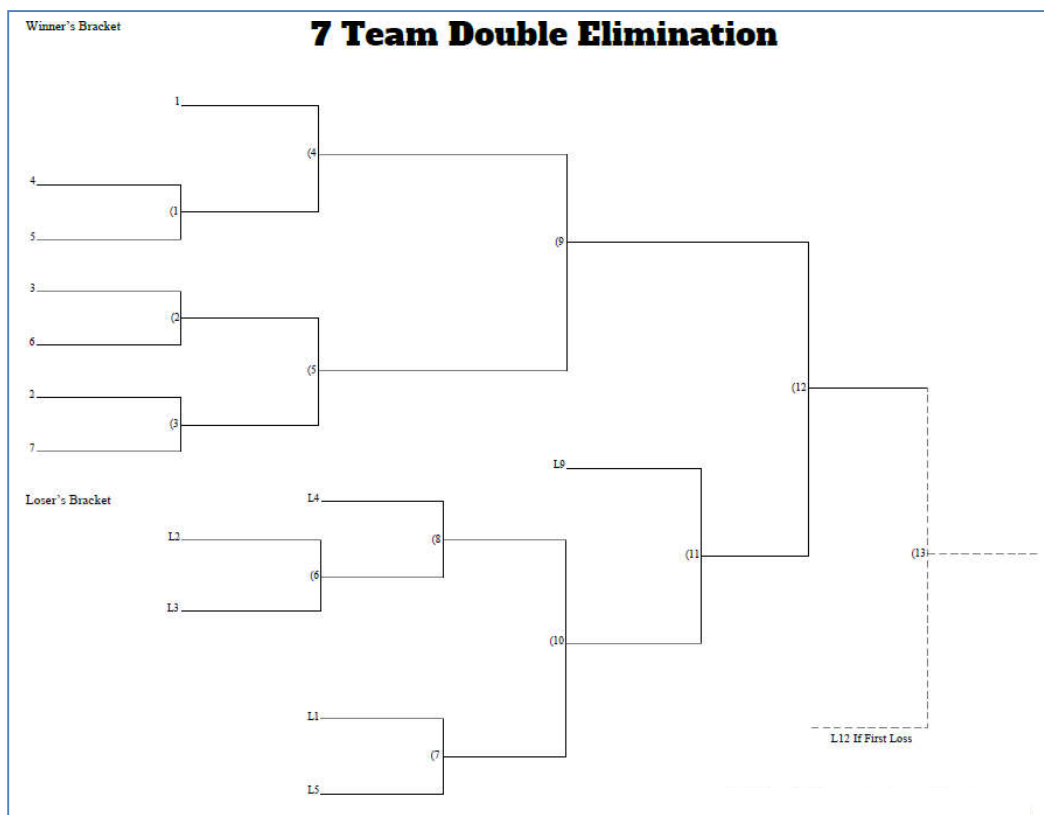 Winner's Bracket
7 Team Double Elimination
1
(4
4
(1
5
(9
3
(2
6
(5
2
(3
7
(12
L9
Loser's Bracket
L4
L2
(8
(6
(11
(13
L3
(10
L1
(7
L5
L12 If First Loss